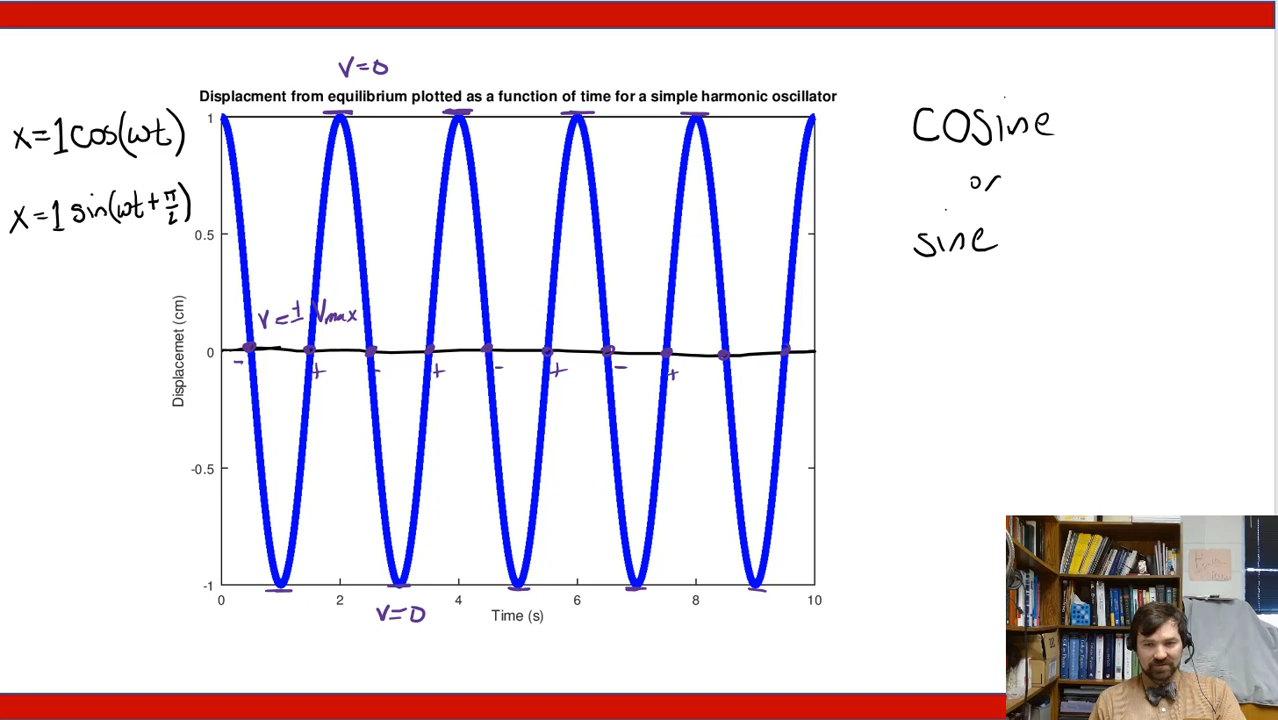 V=0
Displacment from equilibrium plotted as a function of time for a simple harmonic oscillator
x=1cos(ωt)
x=1 sin(ωt+π/2)
COSine
or
sine
1
0.5
0
-0.5
-1
Displacemet (cm)
V=± Vmax
- + - + - + - +
0 2 4 6 8 10
V=0
Time (s)